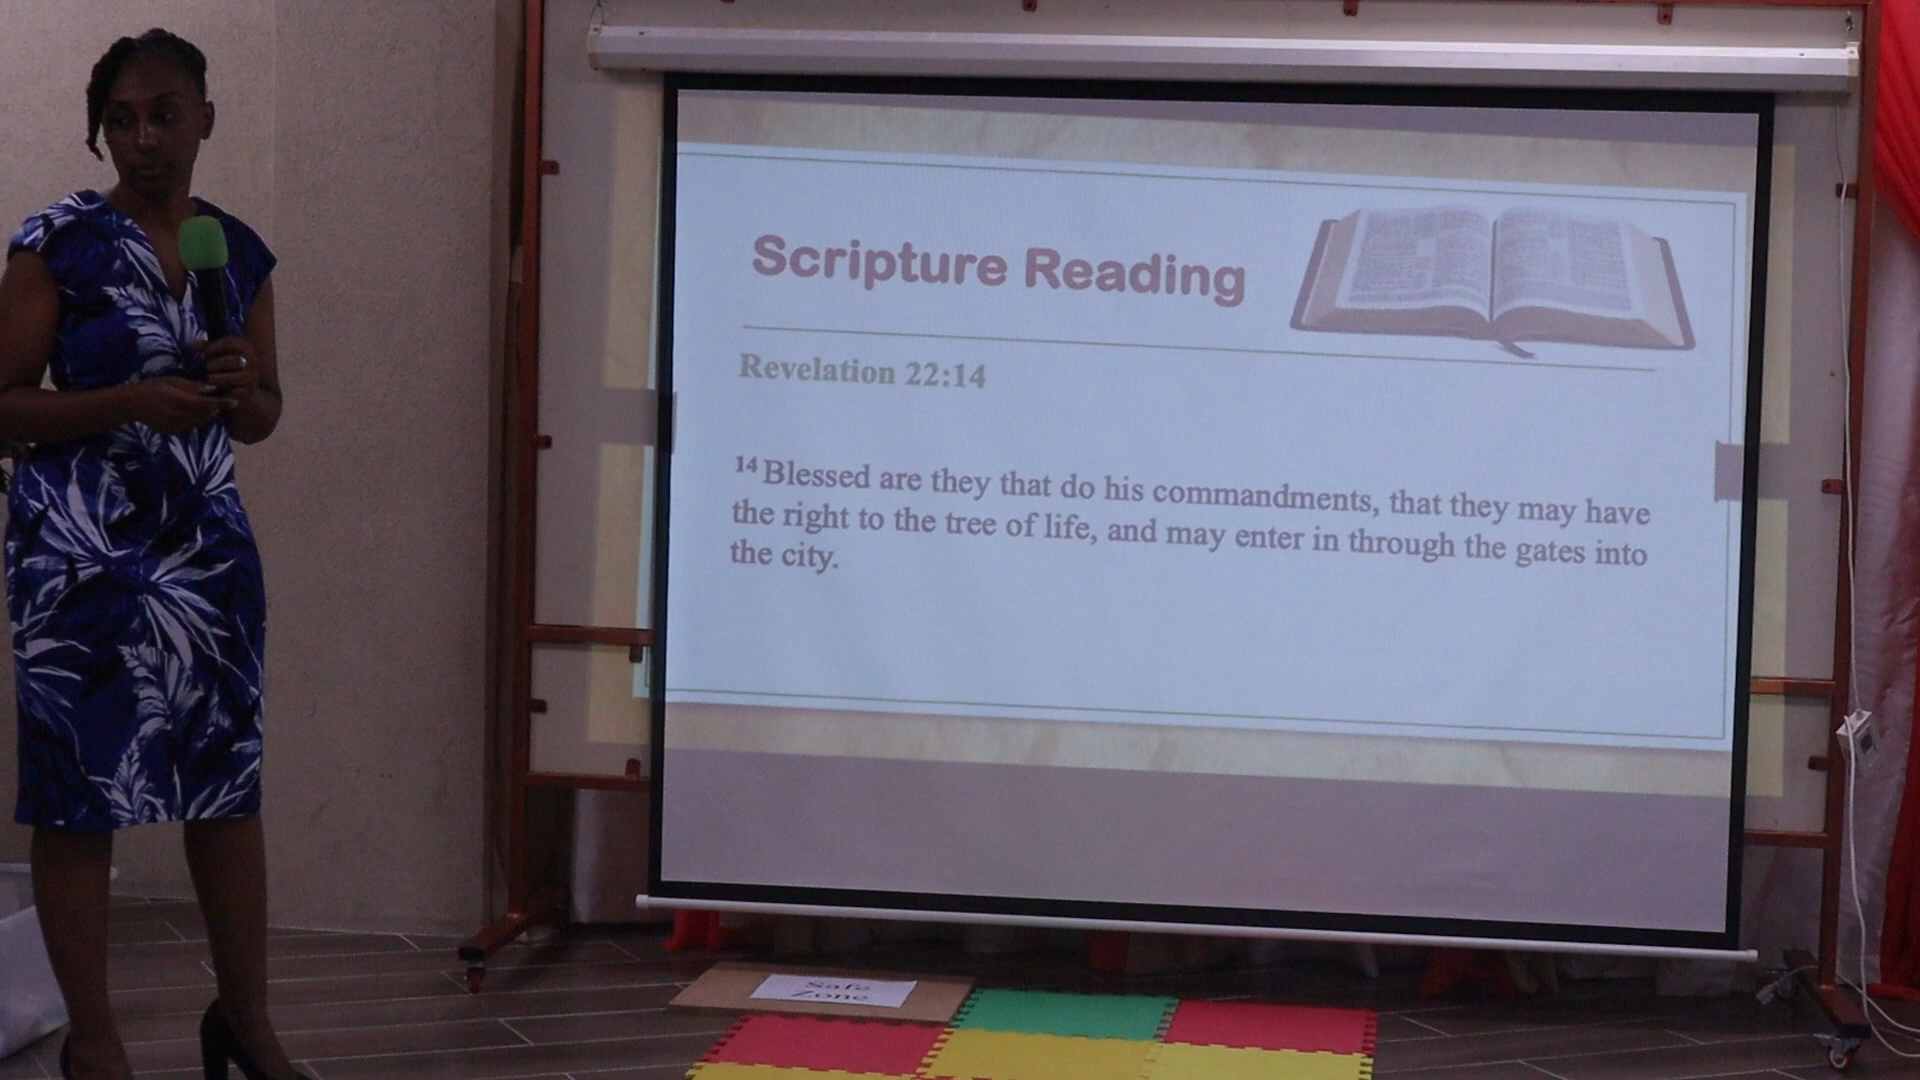 Scripture Reading
Revelation 22:14
14 Blessed are they that do his commandments, that they may have
the right to the tree of life, and may enter in through the gates into
the city.
Safe
Zone